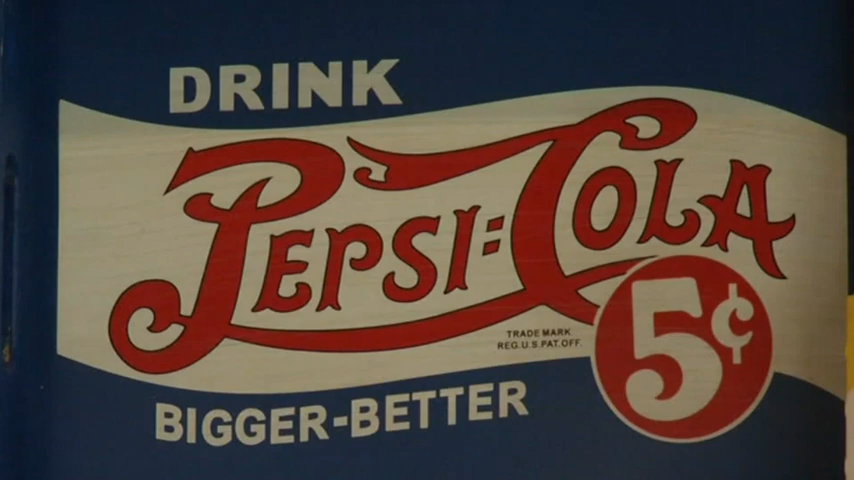 DRINK
PEPSI:COLA
TRADE MARK
REG.U.S.PAT.OFF.
5¢
BIGGER-BETTER